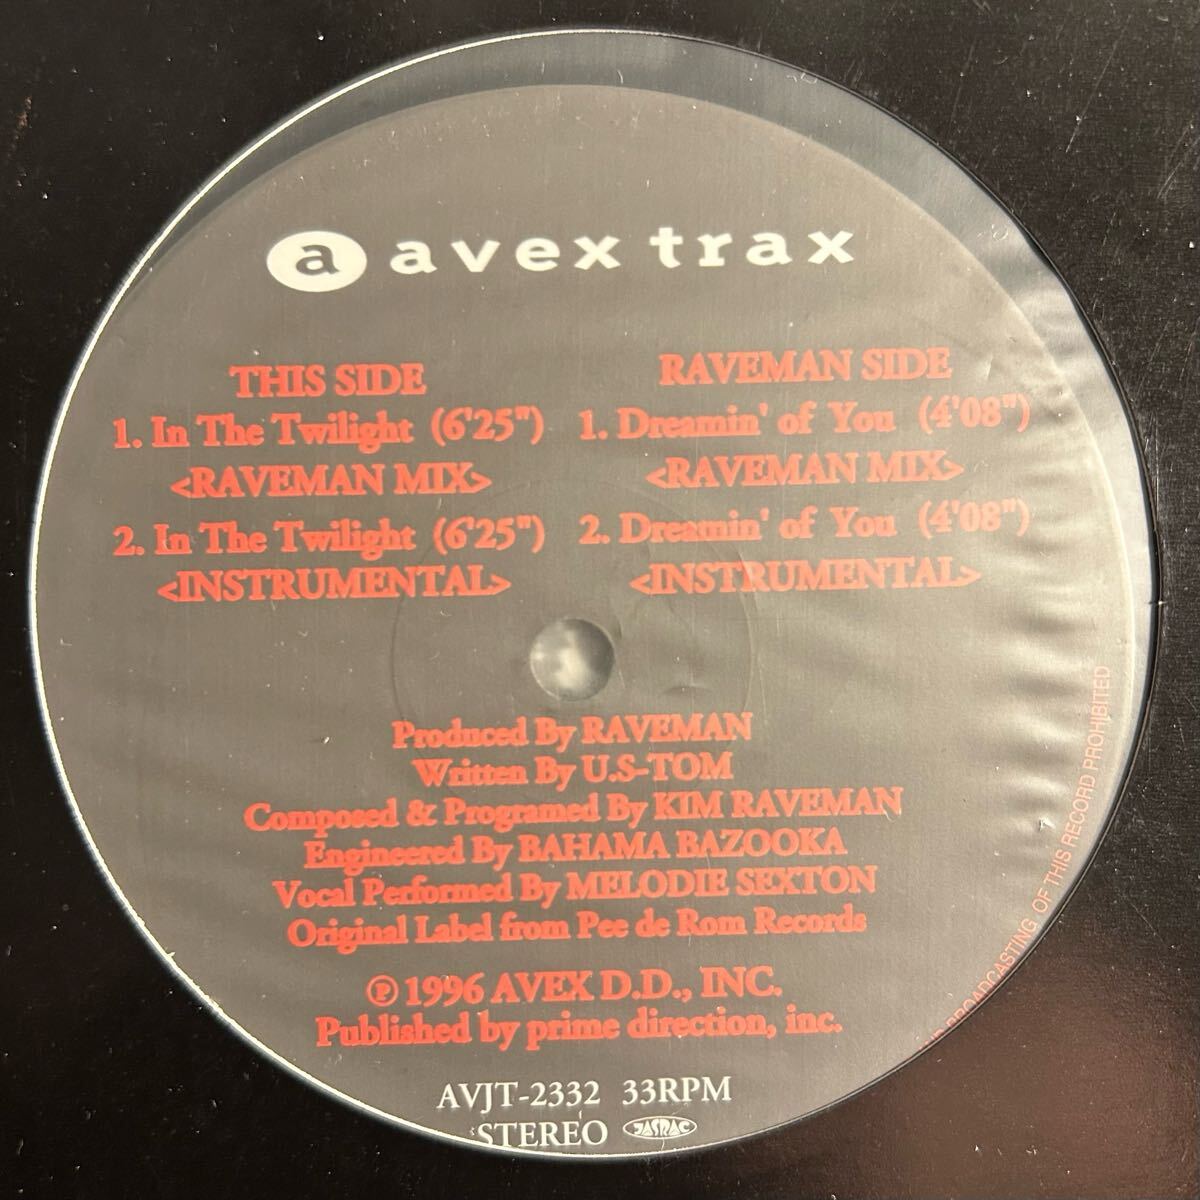 a avex trax
THIS SIDE
1. In The Twilight (6'25")
<RAVEMAN MIX>
2. In The Twilight (6'25")
<INSTRUMENTAL>
RAVEMAN SIDE
1. Dreamin' of You (4'08")
<RAVEMAN MIX>
2. Dreamin' of You (4'08")
<INSTRUMENTAL>
Produced By RAVEMAN
Written By U.S-TOM
Composed & Programed By KIM RAVEMAN
Engineered By BAHAMA BAZOOKA
Vocal Performed By MELODIE SEXTON
Original Label from Pee de Rom Records
℗ 1996 AVEX D.D., INC.
Published by prime direction, inc.
AVJT-2332 33RPM
STEREO JASRAC
BROADCASTING OF THIS RECORD PROHIBITED